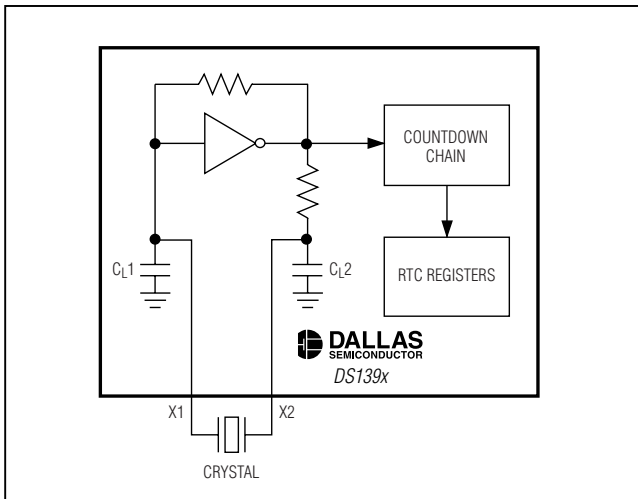 COUNTDOWN
CHAIN
RTC REGISTERS
CL1
CL2
DALLAS
SEMICONDUCTOR
DS139x
X1
X2
CRYSTAL